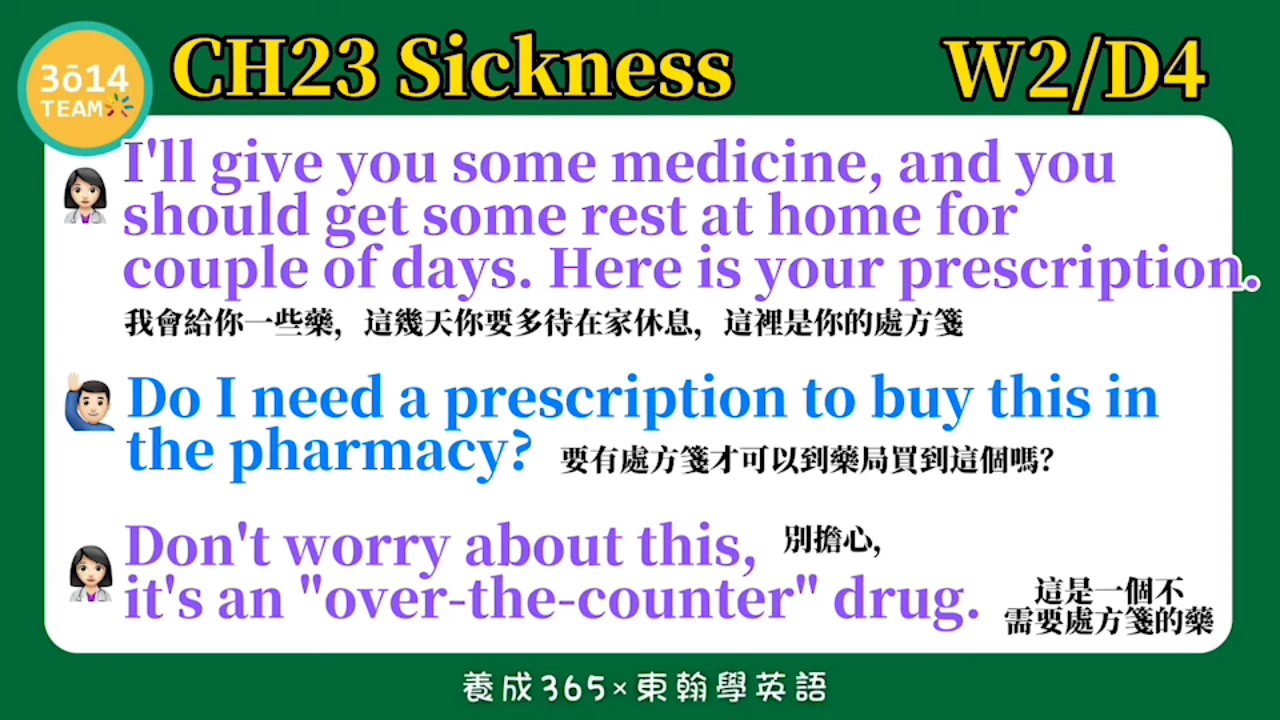 3ō14
TEAM
CH23 Sickness
W2/D4
I'll give you some medicine, and you
should get some rest at home for
couple of days. Here is your prescription.
我會給你一些藥，這幾天你要多待在家休息，這裡是你的處方箋
Do I need a prescription to buy this in
the pharmacy?
要有處方箋才可以到藥局買到這個嗎？
Don't worry about this,
別擔心，
it's an "over-the-counter" drug.
這是一個不
需要處方箋的藥
養成365×東翰學英語